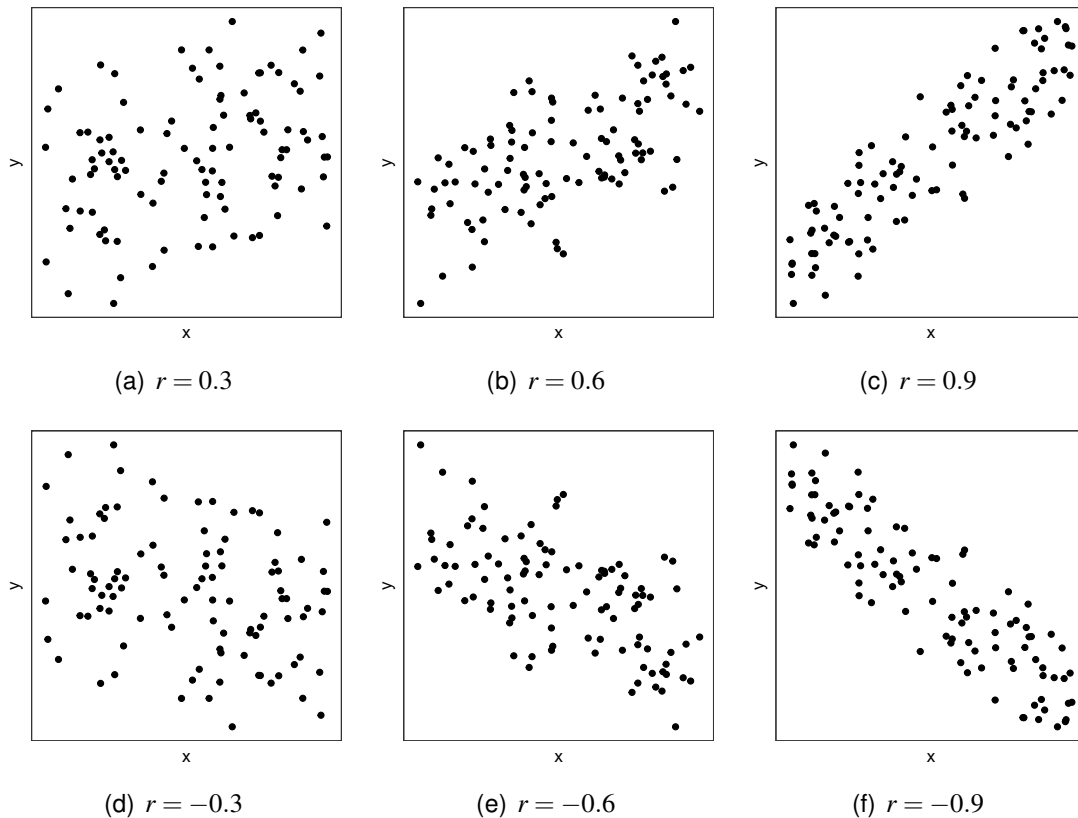 y y y
x x x
(a) r = 0.3 (b) r = 0.6 (c) r = 0.9
y y y
x x x
(d) r = −0.3 (e) r = −0.6 (f) r = −0.9